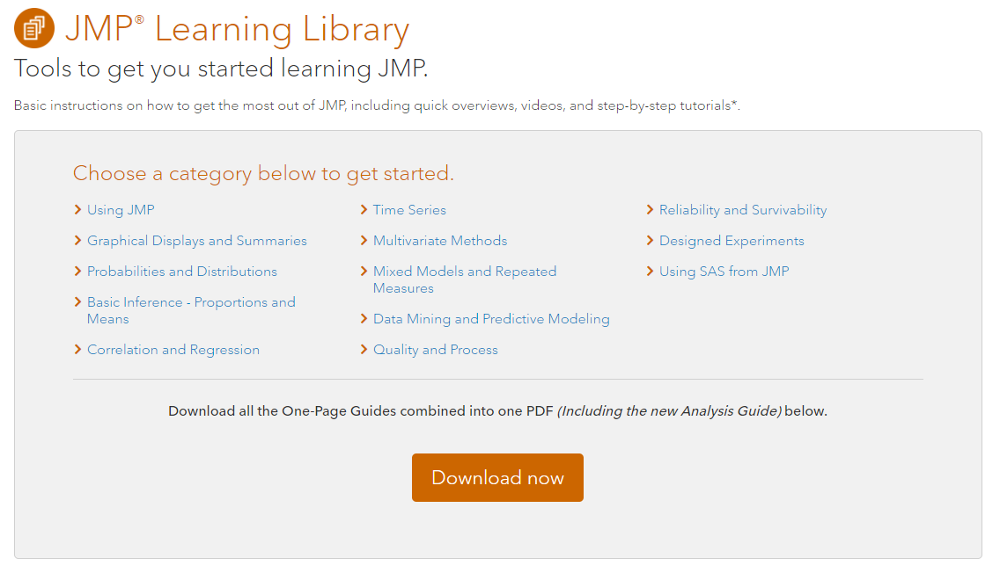 JMP® Learning Library
Tools to get you started learning JMP.
Basic instructions on how to get the most out of JMP, including quick overviews, videos, and step-by-step tutorials*.
Choose a category below to get started.
Using JMP
Graphical Displays and Summaries
Probabilities and Distributions
Basic Inference - Proportions and
Means
Correlation and Regression
Time Series
Multivariate Methods
Mixed Models and Repeated
Measures
Data Mining and Predictive Modeling
Quality and Process
Reliability and Survivability
Designed Experiments
Using SAS from JMP
Download all the One-Page Guides combined into one PDF (Including the new Analysis Guide) below.
Download now